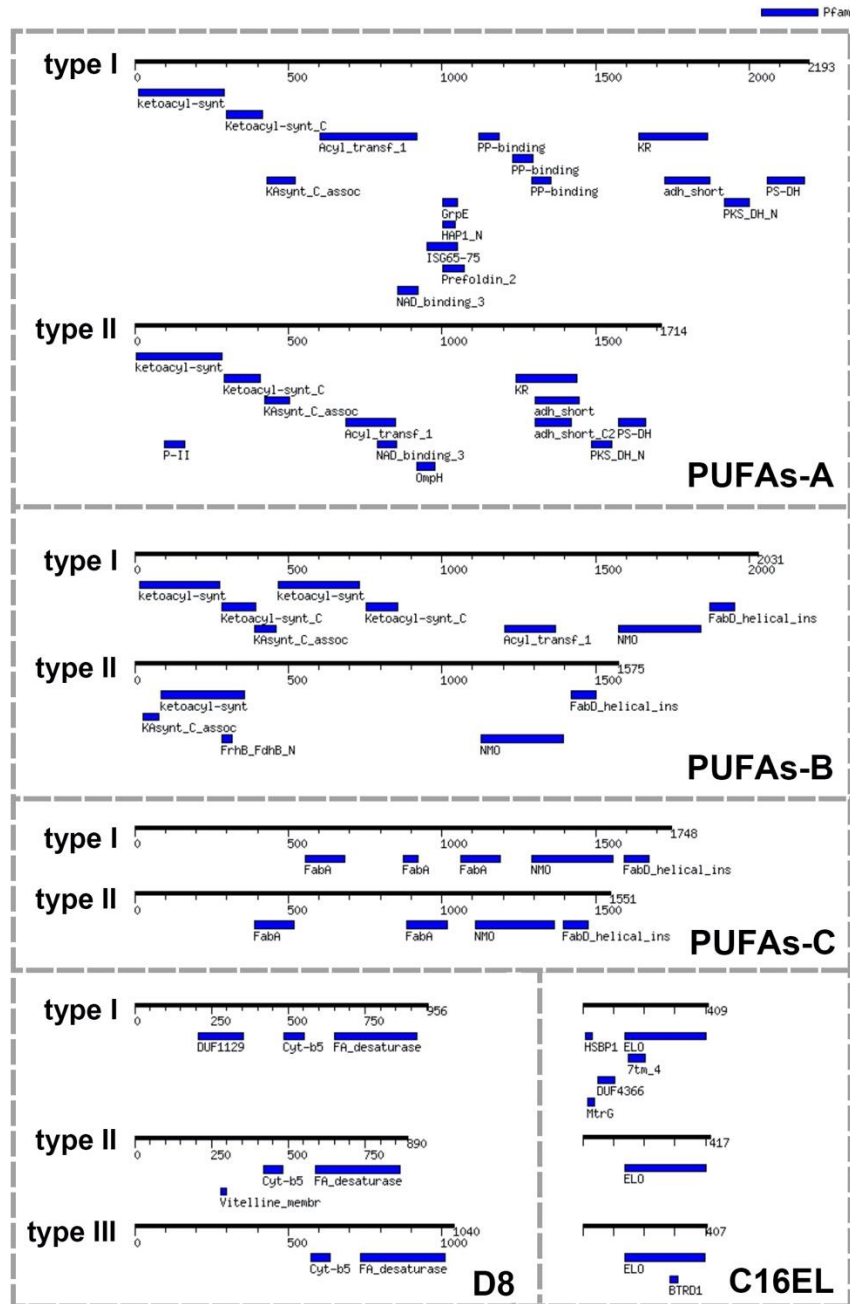 Pfam
type I
0 500 1000 1500 2000 2193
ketoacyl-synt
Ketoacyl-synt_C
Acyl_transf_1 PP-binding KR
PP-binding
KAsynt_C_assoc PP-binding adh_short PS-DH
GrpE PKS_DH_N
HAP1_N
ISG65-75
Prefoldin_2
NAD_binding_3
type II
0 500 1000 1500 1714
ketoacyl-synt
Ketoacyl-synt_C KR
KAsynt_C_assoc adh_short
Acyl_transf_1 adh_short_C2 PS-DH
P-II NAD_binding_3 PKS_DH_N
OmpH
PUFAs-A
type I
0 500 1000 1500 2000 2031
ketoacyl-synt ketoacyl-synt
Ketoacyl-synt_C Ketoacyl-synt_C FabD_helical_ins
KAsynt_C_assoc Acyl_transf_1 NMO
type II
0 500 1000 1500 1575
ketoacyl-synt FabD_helical_ins
KAsynt_C_assoc
FrhB_FdhB_N NMO
PUFAs-B
type I
0 500 1000 1500 1748
FabA FabA FabA NMO FabD_helical_ins
type II
0 500 1000 1500 1551
FabA FabA NMO FabD_helical_ins
PUFAs-C
type I
0 250 500 750 956
DUF1129 Cyt-b5 FA_desaturase
type II
0 250 500 750 890
Cyt-b5 FA_desaturase
Vitelline_membr
type III
0 500 1000 1040
Cyt-b5 FA_desaturase
D8
409
HSBP1 ELO
7tm_4
DUF4366
MtrG
417
ELO
407
ELO
BTRD1
C16EL